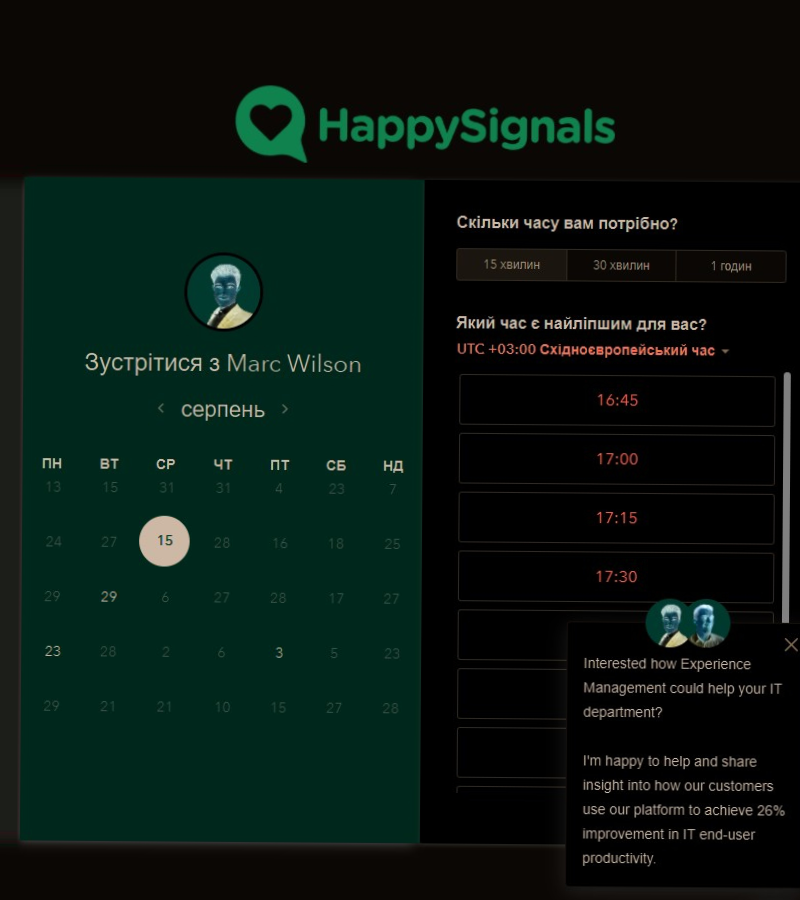 HappySignals
Зустрітися з Marc Wilson
серпень
ПН ВТ СР ЧТ ПТ СБ НД
13 15 31 31 4 23 7
24 27 15 28 16 18 25
29 29 6 27 28 17 27
23 28 2 6 3 5 23
29 21 21 10 15 27 28
Скільки часу вам потрібно?
15 хвилин 30 хвилин 1 годин
Який час є найліпшим для вас?
UTC +03:00 Східноєвропейський час
16:45
17:00
17:15
17:30
Interested how Experience
Management could help your IT
department?
I'm happy to help and share
insight into how our customers
use our platform to achieve 26%
improvement in IT end-user
productivity.